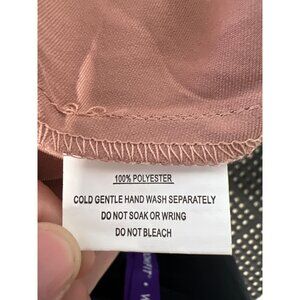 100% POLYESTER
COLD GENTLE HAND WASH SEPARATELY
DO NOT SOAK OR WRING
DO NOT BLEACH